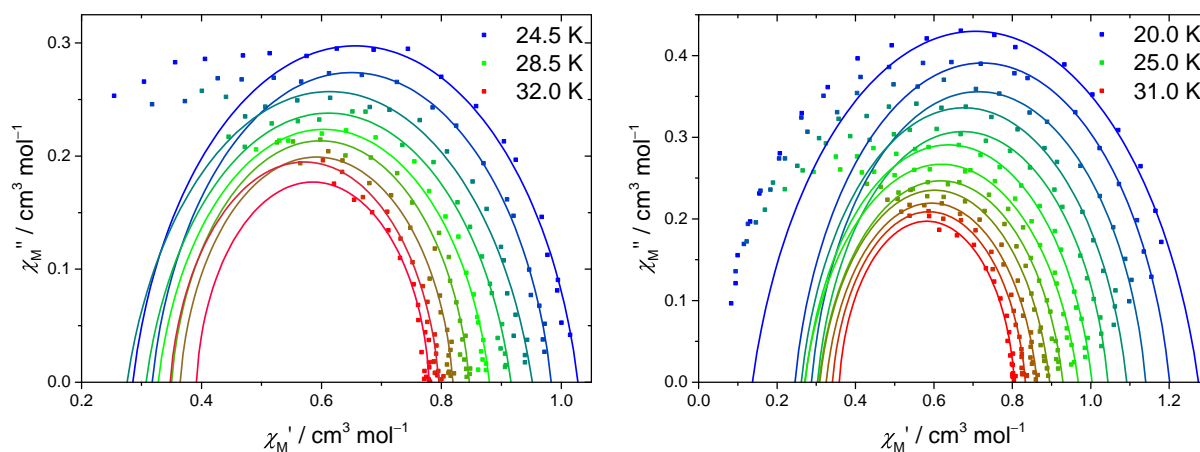 0.3
0.2
0.1
0.0
χM'' / cm³ mol⁻¹
24.5 K
28.5 K
32.0 K
0.2 0.4 0.6 0.8 1.0
χM' / cm³ mol⁻¹
0.4
0.3
0.2
0.1
0.0
χM'' / cm³ mol⁻¹
20.0 K
25.0 K
31.0 K
0.0 0.2 0.4 0.6 0.8 1.0 1.2
χM' / cm³ mol⁻¹